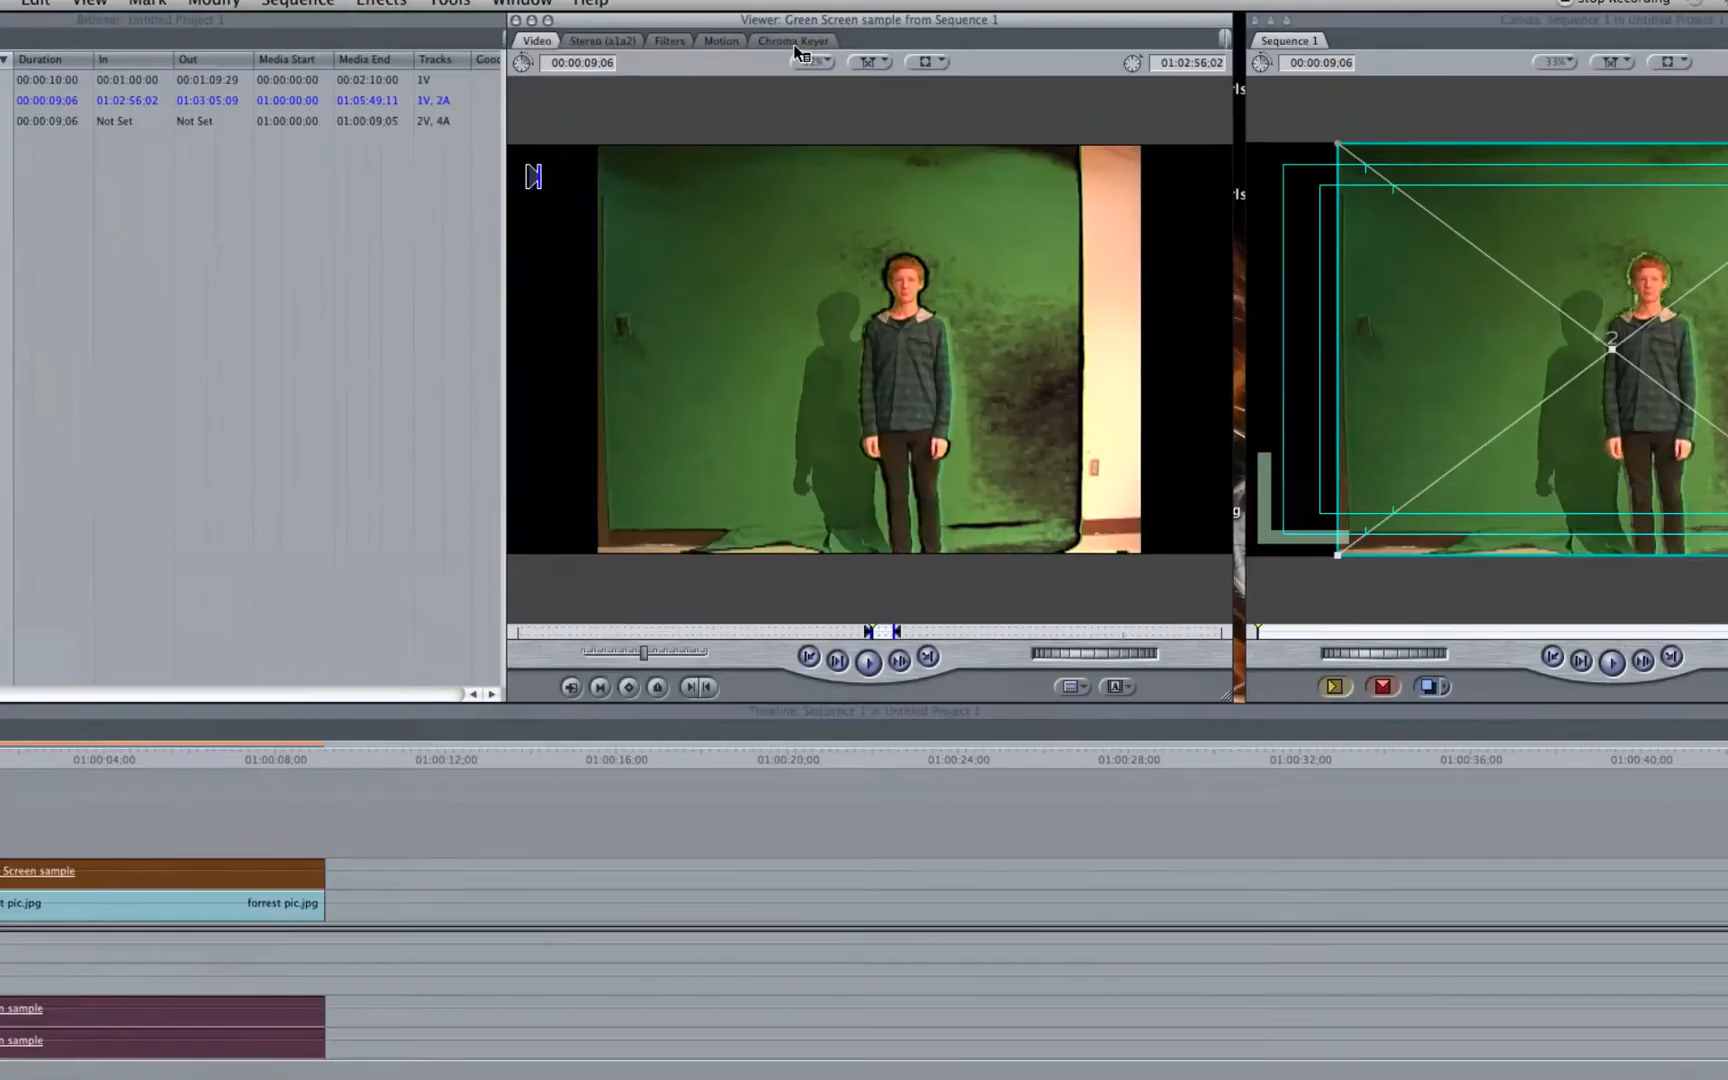 Edit View Mark Modify Sequence Effects Tools Window Help
Stop Recording
Browser: Untitled Project 1
Viewer: Green Screen sample from Sequence 1
Canvas: Sequence 1 in Untitled Project 1
Video Stereo (a1a2) Filters Motion Chroma Keyer
Sequence 1
Duration In Out Media Start Media End Tracks Good
00:00:09;06
01:02:56;02
00:00:09;06
33%
00:00:10;00 00:01:00:00 00:01:09:29 00:00:00:00 00:02:10:00 1V
00:00:09;06 01:02:56;02 01:03:05;09 01:00:00;00 01:05:49;11 1V, 2A
00:00:09;06 Not Set Not Set 01:00:00;00 01:00:09;05 2V, 4A
rls
rls
2
g
A
Timeline: Sequence 1 in Untitled Project 1
01:00:04;00 01:00:08;00 01:00:12;00 01:00:16;00 01:00:20;00 01:00:24;00 01:00:28;00 01:00:32;00 01:00:36;00 01:00:40;00
Screen sample
t pic.jpg forrest pic.jpg
n sample
n sample